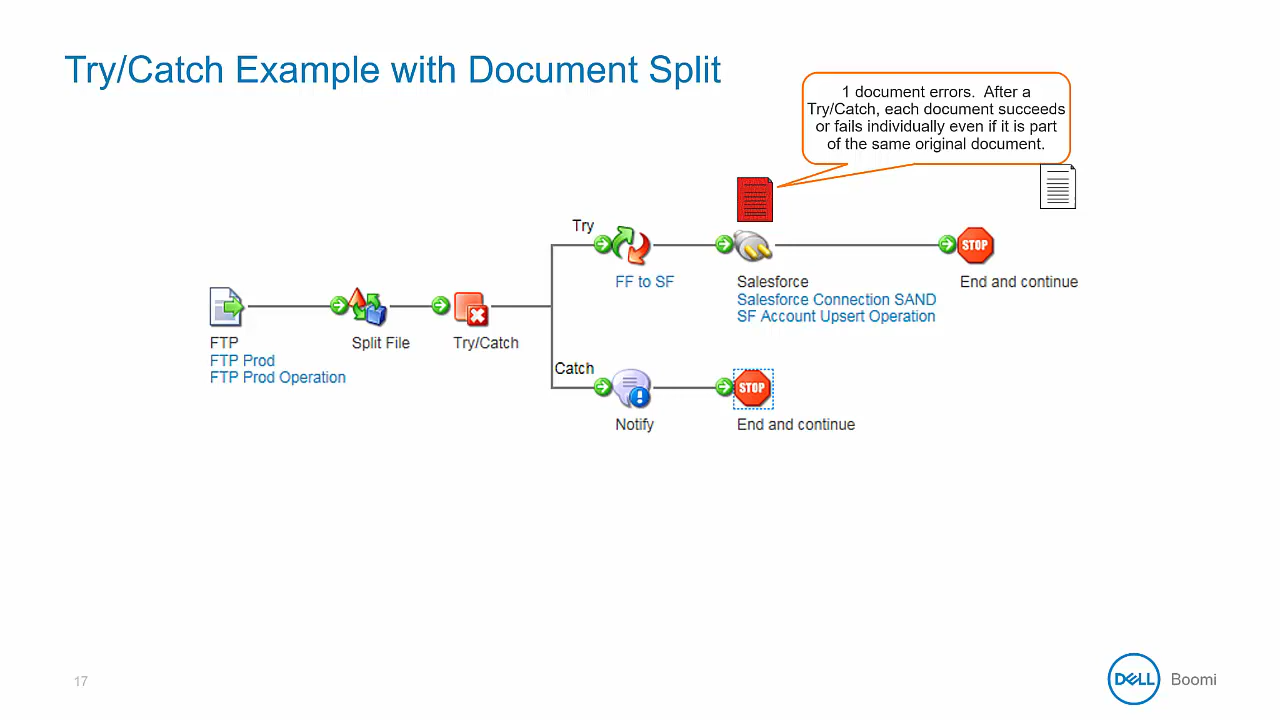 Try/Catch Example with Document Split
1 document errors. After a
Try/Catch, each document succeeds
or fails individually even if it is part
of the same original document.
Try
FF to SF
Salesforce
Salesforce Connection SAND
SF Account Upsert Operation
STOP
End and continue
FTP
FTP Prod
FTP Prod Operation
Split File
Try/Catch
Catch
Notify
STOP
End and continue
17
DELL
Boomi